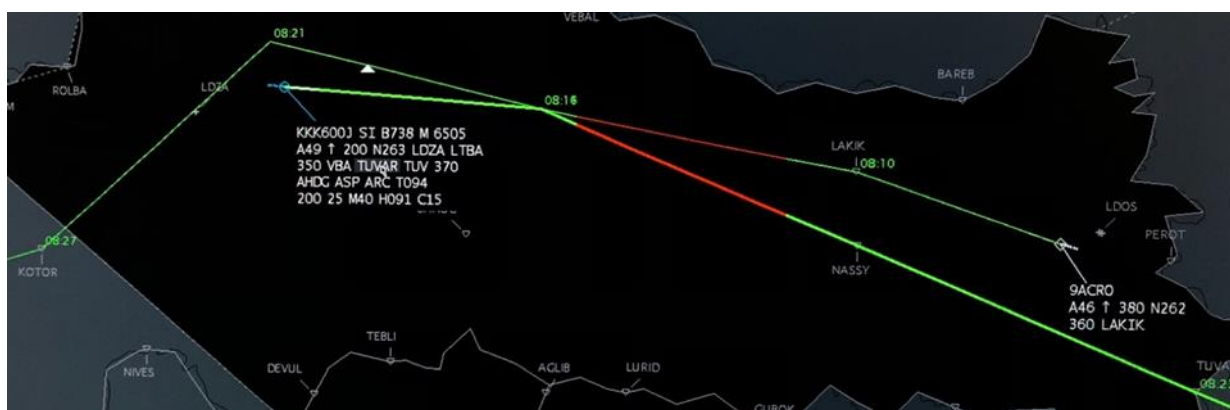 VEBAL
08:21
ROLBA
LDZA
M
BAREB
08:16
KKK600J SI B738 M 6505
A49 ↑ 200 N263 LDZA LTBA
350 VBA TUVAR TUV 370
AHDG ASP ARC T094
200 25 M40 H091 C15
LAKIK
08:10
LDOS
PEROT
08:27
KOTOR
NASSY
9ACRO
A46 ↑ 380 N262
360 LAKIK
TEBLI
NIVES
DEVUL
AGLIB
LURID
TUVA